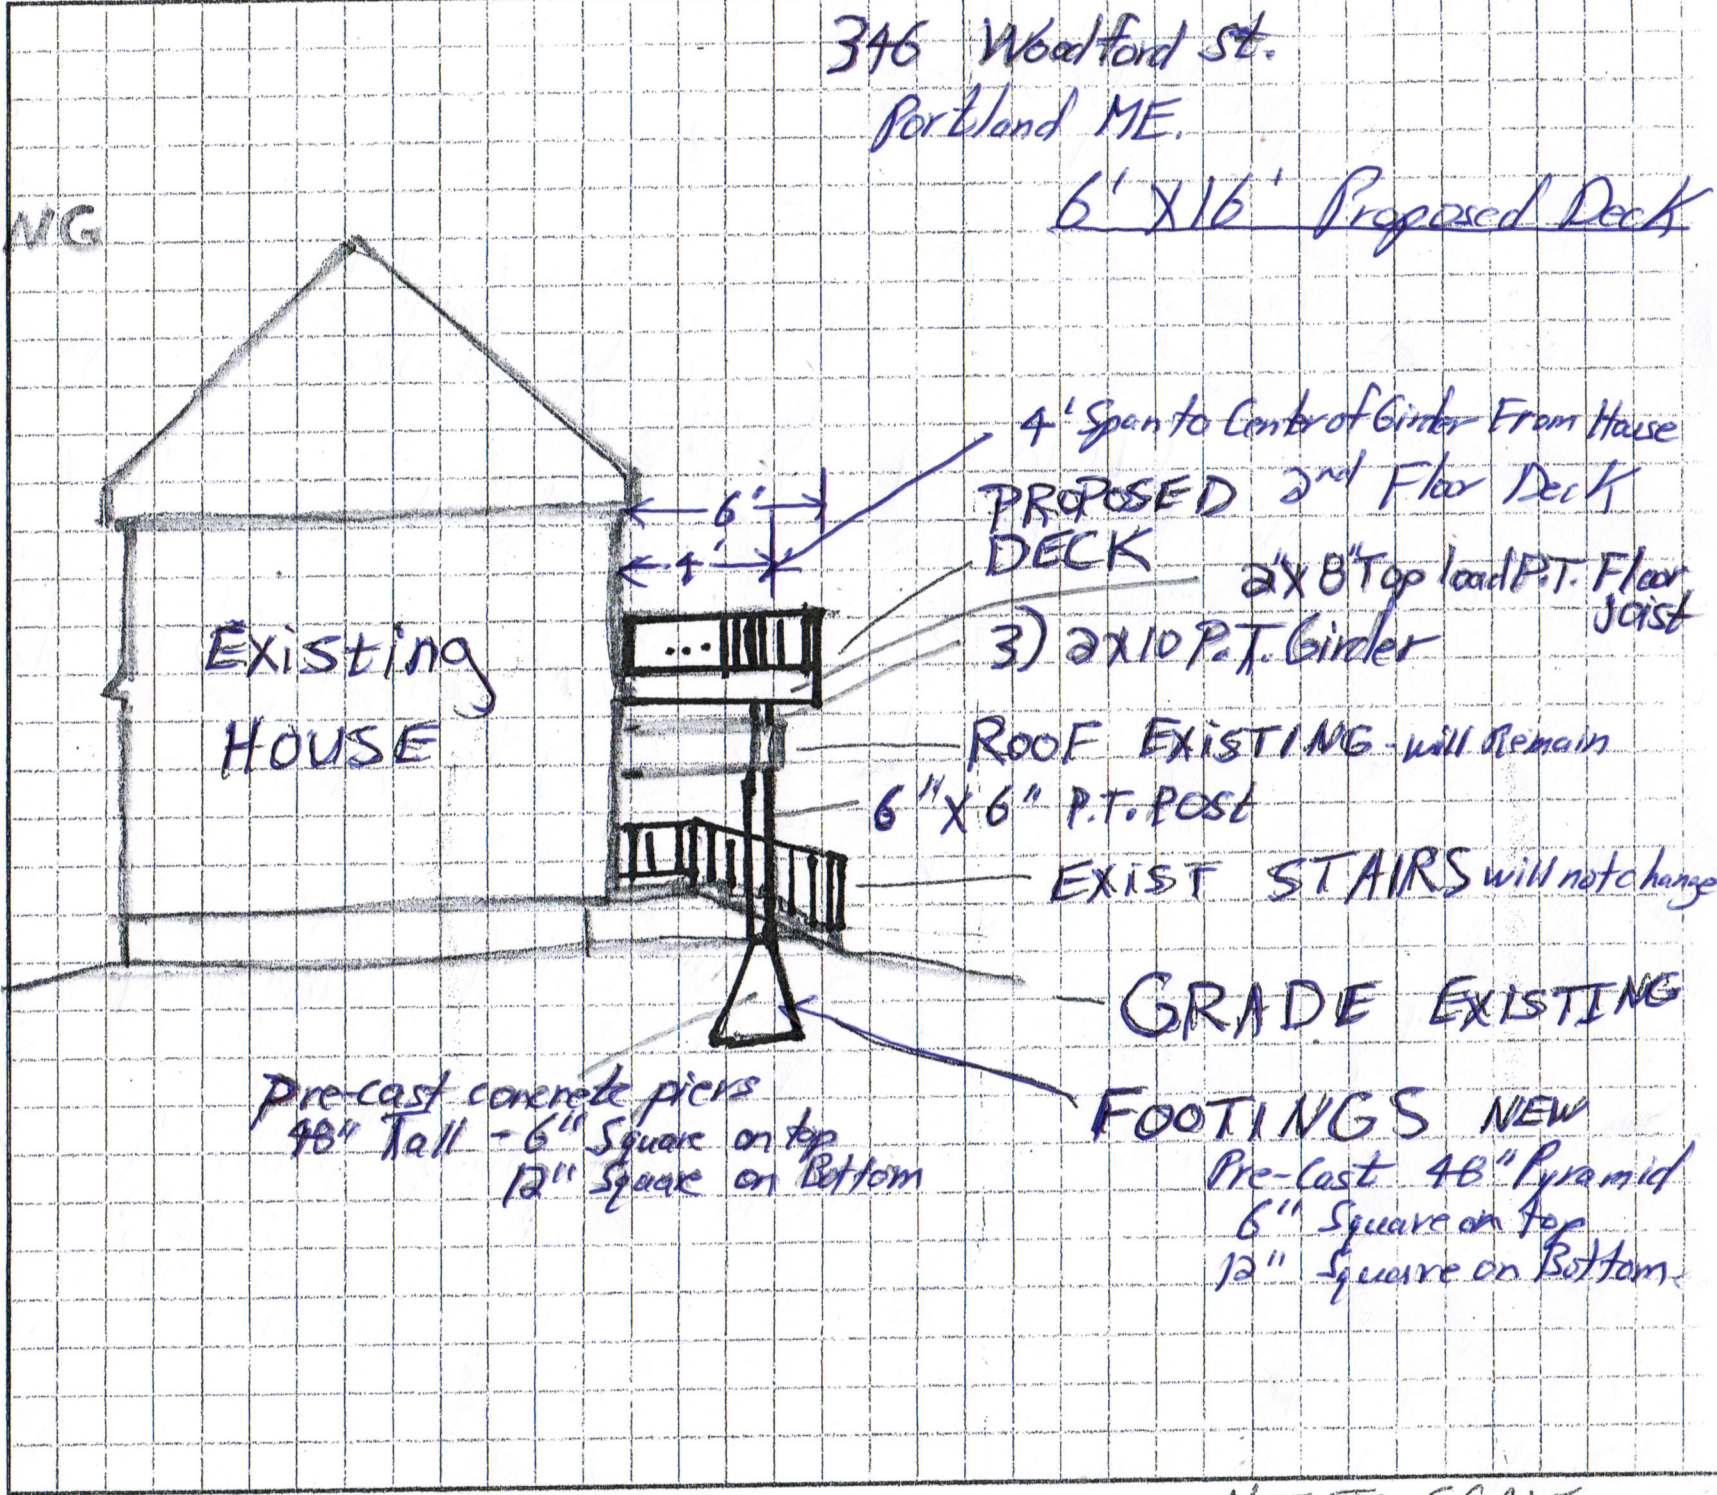 346 Woodford St.
Portland ME.
6' X 16' Proposed Deck
NG
4' Span to Center of Girder From House
6'
PROPOSED 2nd Floor Deck
DECK
4'
2"X8" Top load P.T. Floor
Joist
3) 2X10 P.T. Girder
Existing
HOUSE
ROOF EXISTING - will Remain
6"X6" P.T. Post
EXIST STAIRS will not change
GRADE EXISTING
Pre-cast concrete piers
48" Tall - 6" Square on top
12" Square on Bottom
FOOTINGS NEW
Pre-Cast 48" Pyramid
6" Square on top
12" Square on Bottom.